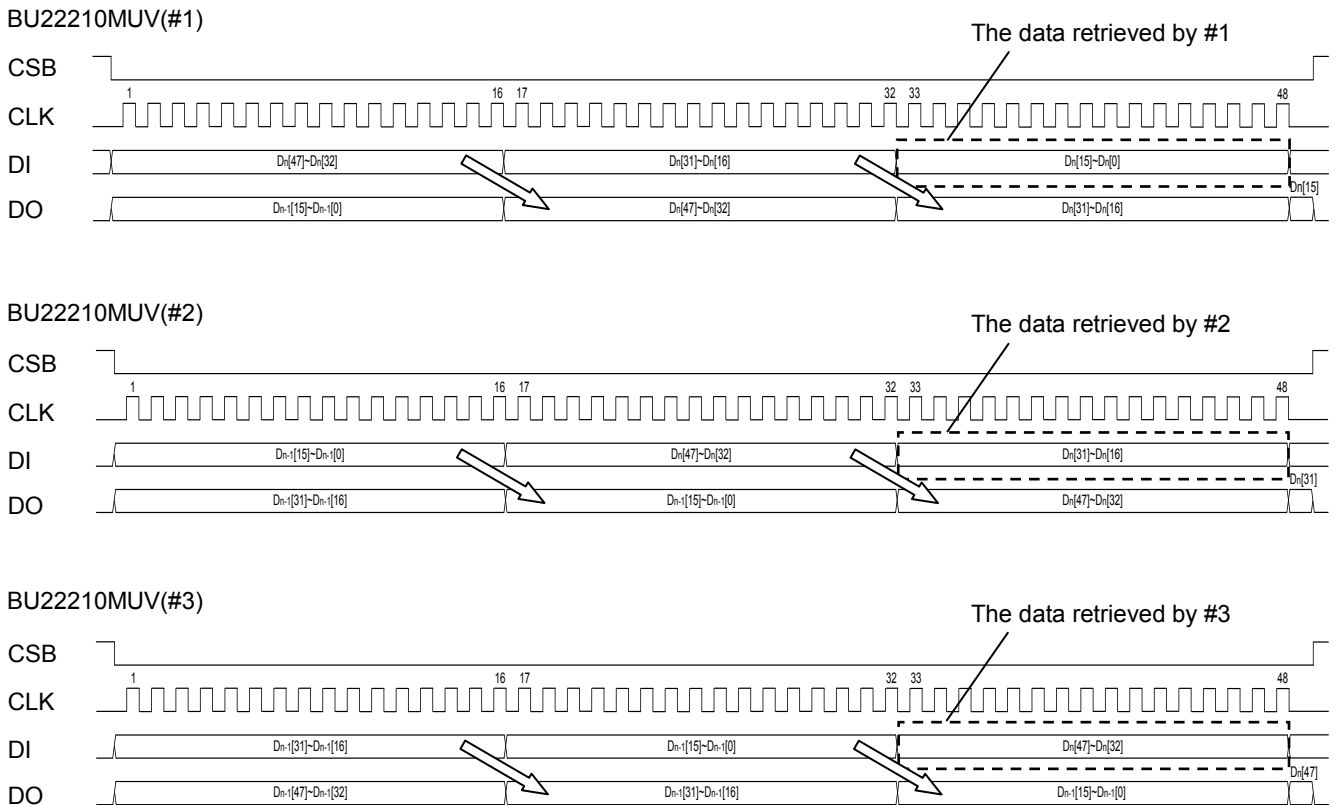 BU22210MUV(#1)
The data retrieved by #1
CSB
1 16 17 32 33 48
CLK
DI Dn[47]~Dn[32] Dn[31]~Dn[16] Dn[15]~Dn[0]
Dn[15]
DO Dn-1[15]~Dn-1[0] Dn[47]~Dn[32] Dn[31]~Dn[16]
BU22210MUV(#2)
The data retrieved by #2
CSB
1 16 17 32 33 48
CLK
DI Dn-1[15]~Dn-1[0] Dn[47]~Dn[32] Dn[31]~Dn[16]
Dn[31]
DO Dn-1[31]~Dn-1[16] Dn-1[15]~Dn-1[0] Dn[47]~Dn[32]
BU22210MUV(#3)
The data retrieved by #3
CSB
1 16 17 32 33 48
CLK
DI Dn-1[31]~Dn-1[16] Dn-1[15]~Dn-1[0] Dn[47]~Dn[32]
Dn[47]
DO Dn-1[47]~Dn-1[32] Dn-1[31]~Dn-1[16] Dn-1[15]~Dn-1[0]